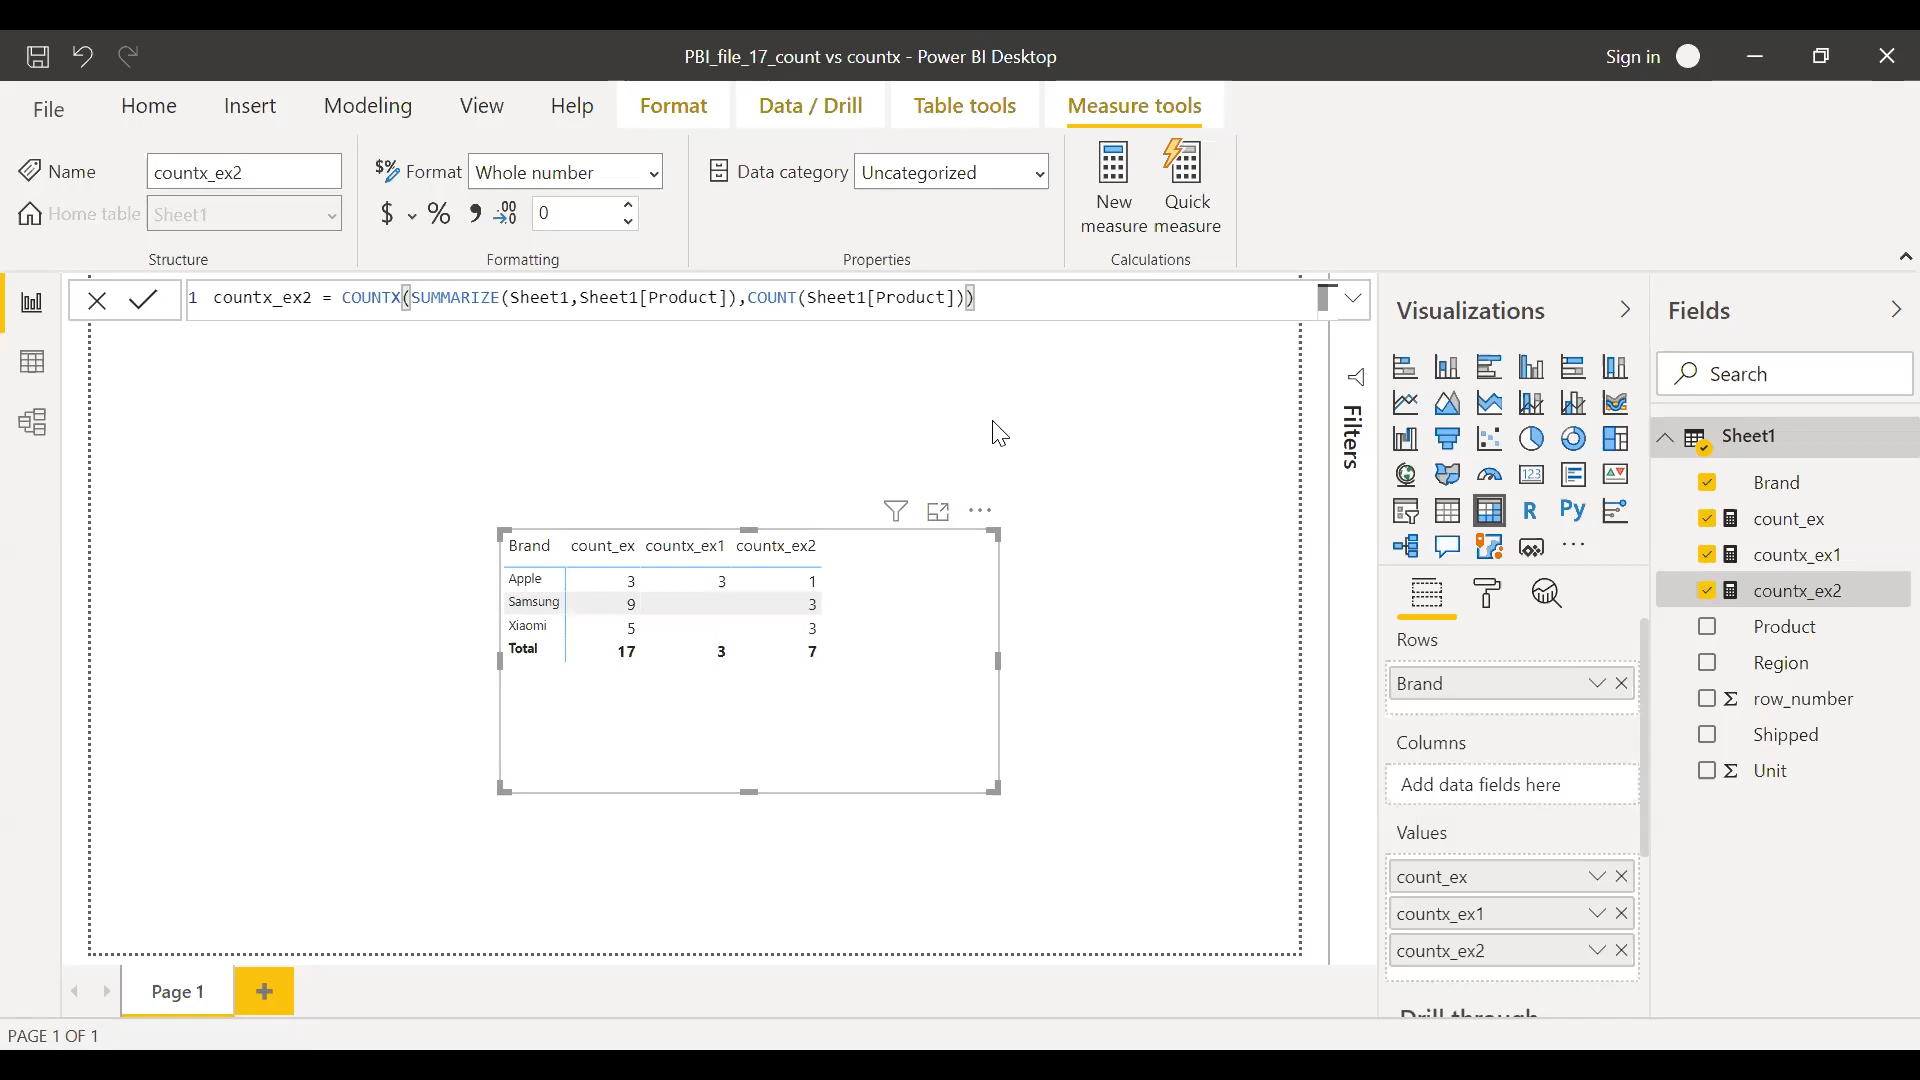 PBI_file_17_count vs countx - Power BI Desktop
Sign in
File Home Insert Modeling View Help Format Data / Drill Table tools Measure tools
Name countx_ex2
Home table Sheet1
Structure
$% Format Whole number
$ % , .00 0
Formatting
Data category Uncategorized
Properties
New measure
Quick measure
Calculations
1 countx_ex2 = COUNTX(SUMMARIZE(Sheet1,Sheet1[Product]),COUNT(Sheet1[Product]))
Brand count_ex countx_ex1 countx_ex2
Apple 3 3 1
Samsung 9 3
Xiaomi 5 3
Total 17 3 7
Filters
Visualizations
123
R
Py
Rows
Brand
Columns
Add data fields here
Values
count_ex
countx_ex1
countx_ex2
Drill through
Fields
Search
Sheet1
Brand
count_ex
countx_ex1
countx_ex2
Product
Region
Σ row_number
Shipped
Σ Unit
Page 1
PAGE 1 OF 1